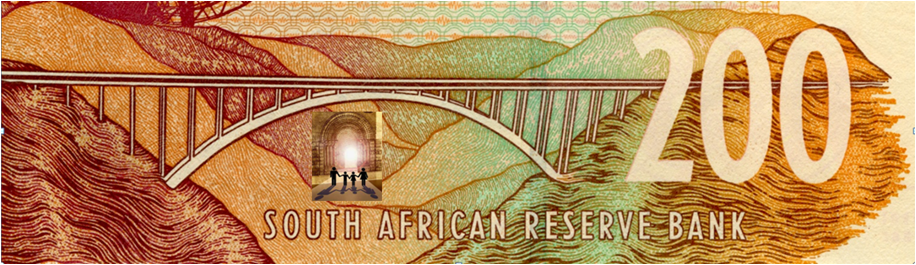 200
SOUTH AFRICAN RESERVE BANK